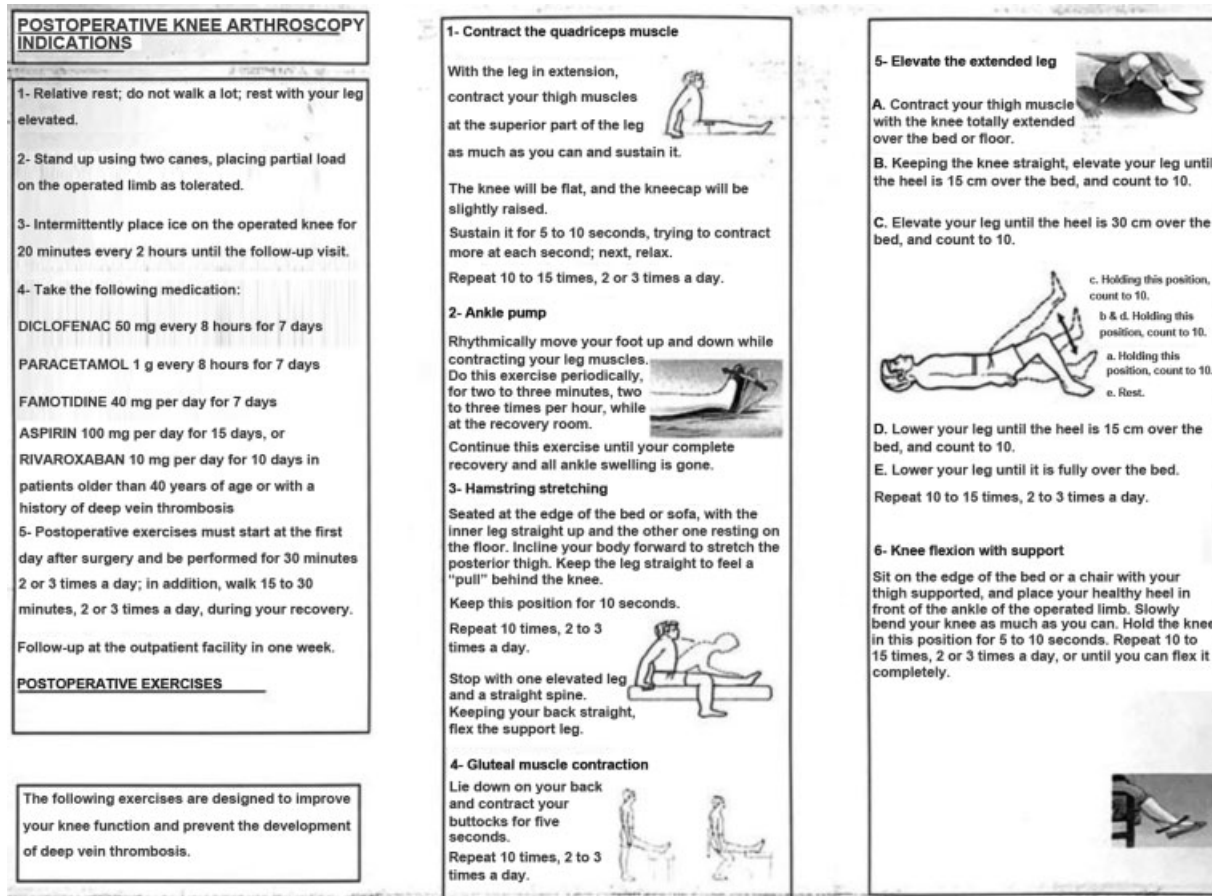 POSTOPERATIVE KNEE ARTHROSCOPY
INDICATIONS
1- Relative rest; do not walk a lot; rest with your leg
elevated.
2- Stand up using two canes, placing partial load
on the operated limb as tolerated.
3- Intermittently place ice on the operated knee for
20 minutes every 2 hours until the follow-up visit.
4- Take the following medication:
DICLOFENAC 50 mg every 8 hours for 7 days
PARACETAMOL 1 g every 8 hours for 7 days
FAMOTIDINE 40 mg per day for 7 days
ASPIRIN 100 mg per day for 15 days, or
RIVAROXABAN 10 mg per day for 10 days in
patients older than 40 years of age or with a
history of deep vein thrombosis
5- Postoperative exercises must start at the first
day after surgery and be performed for 30 minutes
2 or 3 times a day; in addition, walk 15 to 30
minutes, 2 or 3 times a day, during your recovery.
Follow-up at the outpatient facility in one week.
POSTOPERATIVE EXERCISES
The following exercises are designed to improve
your knee function and prevent the development
of deep vein thrombosis.
1- Contract the quadriceps muscle
With the leg in extension,
contract your thigh muscles
at the superior part of the leg
as much as you can and sustain it.
The knee will be flat, and the kneecap will be
slightly raised.
Sustain it for 5 to 10 seconds, trying to contract
more at each second; next, relax.
Repeat 10 to 15 times, 2 or 3 times a day.
2- Ankle pump
Rhythmically move your foot up and down while
contracting your leg muscles.
Do this exercise periodically,
for two to three minutes, two
to three times per hour, while
at the recovery room.
Continue this exercise until your complete
recovery and all ankle swelling is gone.
3- Hamstring stretching
Seated at the edge of the bed or sofa, with the
inner leg straight up and the other one resting on
the floor. Incline your body forward to stretch the
posterior thigh. Keep the leg straight to feel a
"pull" behind the knee.
Keep this position for 10 seconds.
Repeat 10 times, 2 to 3
times a day.
Stop with one elevated leg
and a straight spine.
Keeping your back straight,
flex the support leg.
4- Gluteal muscle contraction
Lie down on your back
and contract your
buttocks for five
seconds.
Repeat 10 times, 2 to 3
times a day.
5- Elevate the extended leg
A. Contract your thigh muscle
with the knee totally extended
over the bed or floor.
B. Keeping the knee straight, elevate your leg until
the heel is 15 cm over the bed, and count to 10.
C. Elevate your leg until the heel is 30 cm over the
bed, and count to 10.
c. Holding this position,
count to 10.
b & d. Holding this
position, count to 10.
a. Holding this
position, count to 10.
e. Rest.
D. Lower your leg until the heel is 15 cm over the
bed, and count to 10.
E. Lower your leg until it is fully over the bed.
Repeat 10 to 15 times, 2 to 3 times a day.
6- Knee flexion with support
Sit on the edge of the bed or a chair with your
thigh supported, and place your healthy heel in
front of the ankle of the operated limb. Slowly
bend your knee as much as you can. Hold the knee
in this position for 5 to 10 seconds. Repeat 10 to
15 times, 2 or 3 times a day, or until you can flex it
completely.